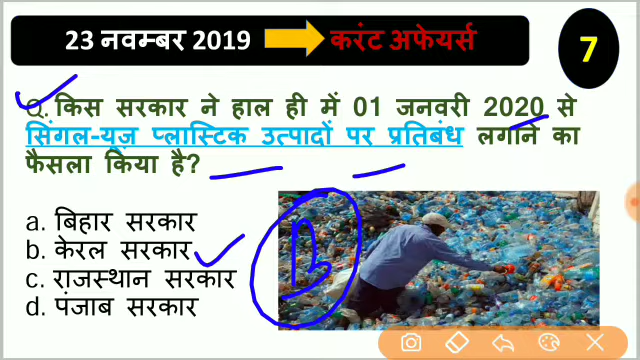 23 नवम्बर 2019 करंट अफेयर्स
7
Q. किस सरकार ने हाल ही में 01 जनवरी 2020 से
सिंगल-यूज़ प्लास्टिक उत्पादों पर प्रतिबंध लगाने का
फैसला किया है?
a. बिहार सरकार
b. केरल सरकार
c. राजस्थान सरकार
d. पंजाब सरकार
B